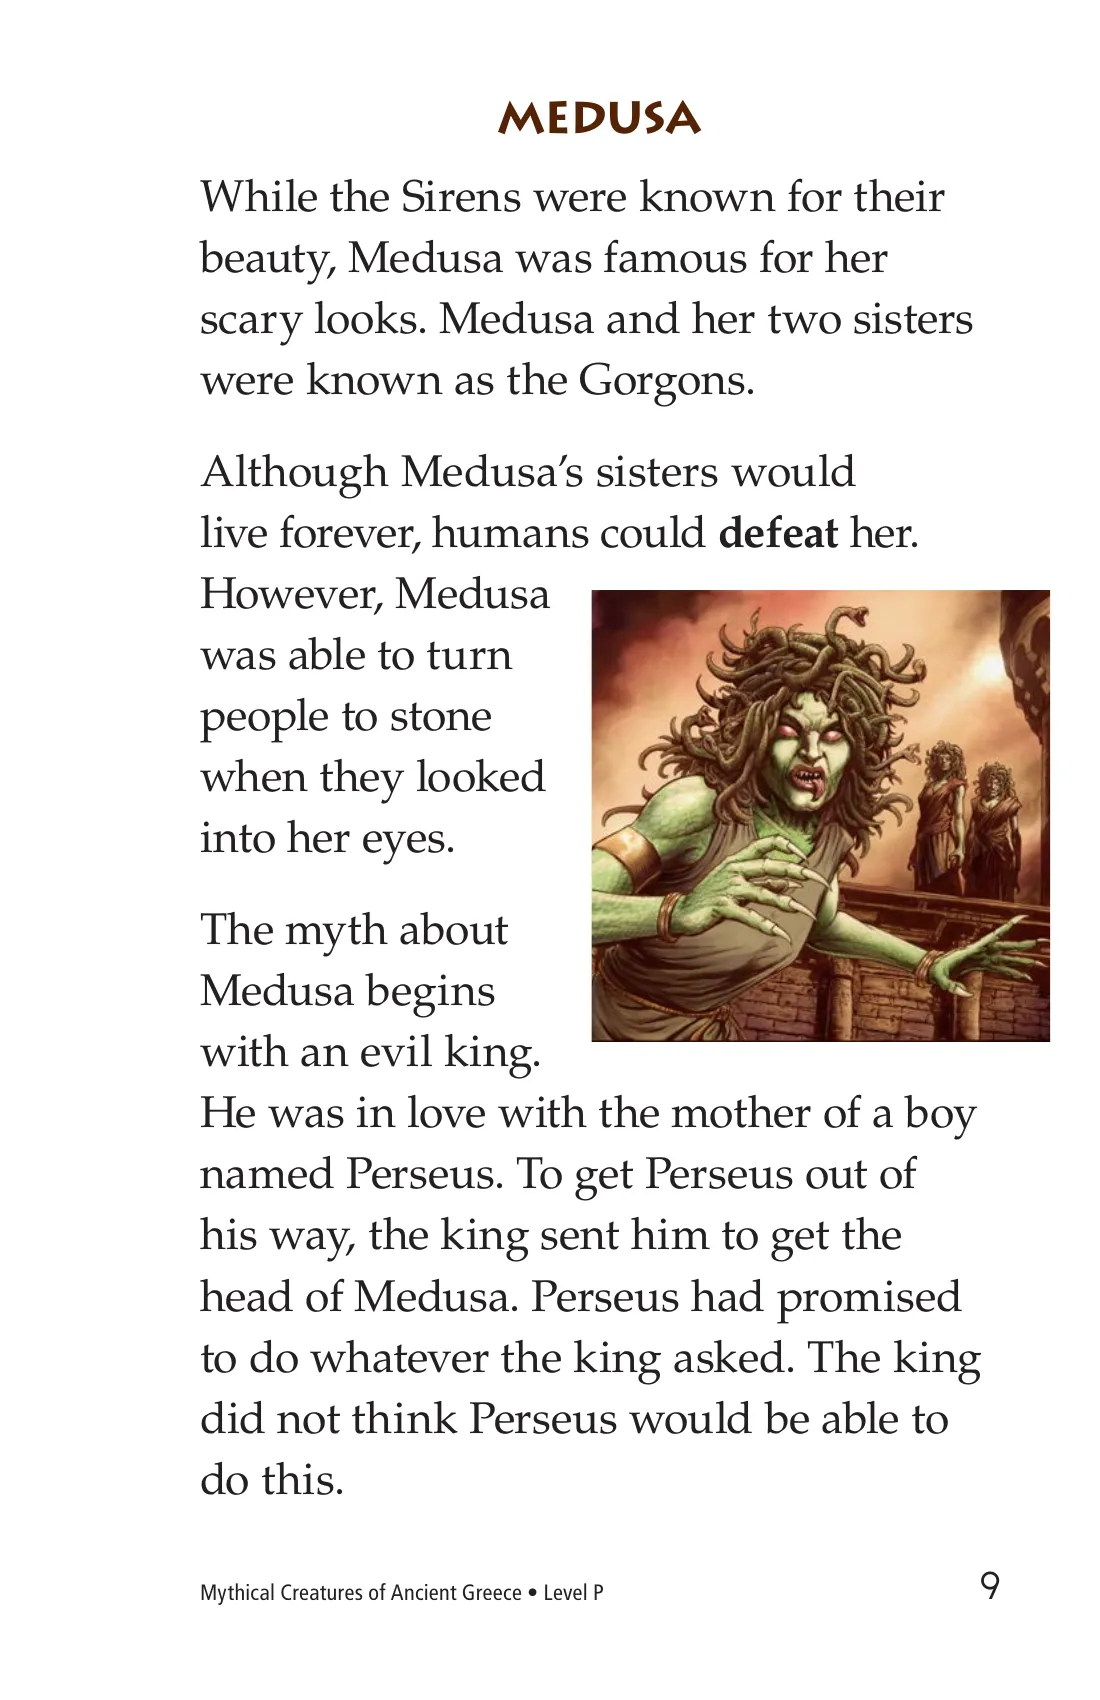 MEDUSA
While the Sirens were known for their
beauty, Medusa was famous for her
scary looks. Medusa and her two sisters
were known as the Gorgons.
Although Medusa’s sisters would
live forever, humans could defeat her.
However, Medusa
was able to turn
people to stone
when they looked
into her eyes.
The myth about
Medusa begins
with an evil king.
He was in love with the mother of a boy
named Perseus. To get Perseus out of
his way, the king sent him to get the
head of Medusa. Perseus had promised
to do whatever the king asked. The king
did not think Perseus would be able to
do this.
Mythical Creatures of Ancient Greece • Level P
9